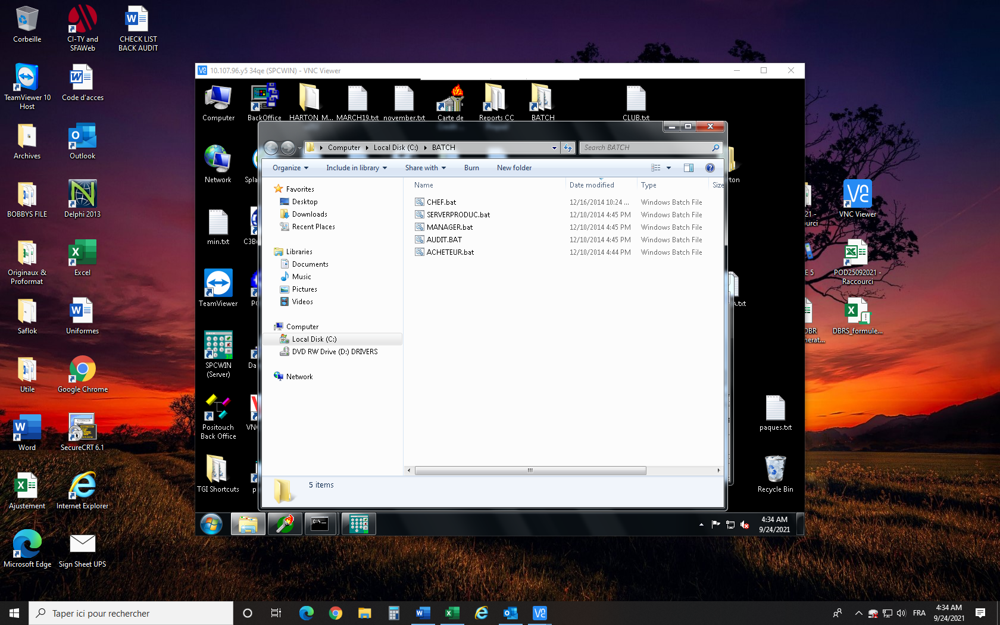 Corbeille
CI-TY and
SFAWeb
CHECK LIST
BACK AUDIT
TeamViewer 10
Host
Code d'acces
Archives
Outlook
BOBBYS FILE
Delphi 2013
Originaux &
Proformat
Excel
Saflok
Uniformes
Utile
Google Chrome
Word
SecureCRT 6.1
Ajustement
Internet Explorer
Microsoft Edge
Sign Sheet UPS
10.107.96.y5 34qe (SPCWIN) - VNC Viewer
Computer
BackOffice
HARTON_M...
MARCH19.txt
november.txt
Carte de
Reports CC
BATCH
CLUB.txt
Network
Spla
min.txt
C3B
TeamViewer
PC
SPCWIN
(Server)
Da
Positouch
Back Office
VNC
TGI Shortcuts
p
Computer
Local Disk (C:)
BATCH
Search BATCH
Organize
Include in library
Share with
Burn
New folder
Favorites
Desktop
Downloads
Recent Places
Libraries
Documents
Music
Pictures
Videos
Computer
Local Disk (C:)
DVD RW Drive (D:) DRIVERS
Network
Name Date modified Type Size
CHEF.bat 12/16/2014 10:24 ... Windows Batch File
SERVERPRODUC.bat 12/10/2014 4:45 PM Windows Batch File
MANAGER.bat 12/10/2014 4:45 PM Windows Batch File
AUDIT.BAT 12/10/2014 4:45 PM Windows Batch File
ACHETEUR.bat 12/10/2014 4:44 PM Windows Batch File
5 items
ton
A.txt
paques.txt
Recycle Bin
4:34 AM
9/24/2021
21 -
urci
VNC Viewer
E 5
POD25092021 -
Raccourci
DBR
nerat...
DBRS_formule...
Taper ici pour rechercher
FRA
4:34 AM
9/24/2021